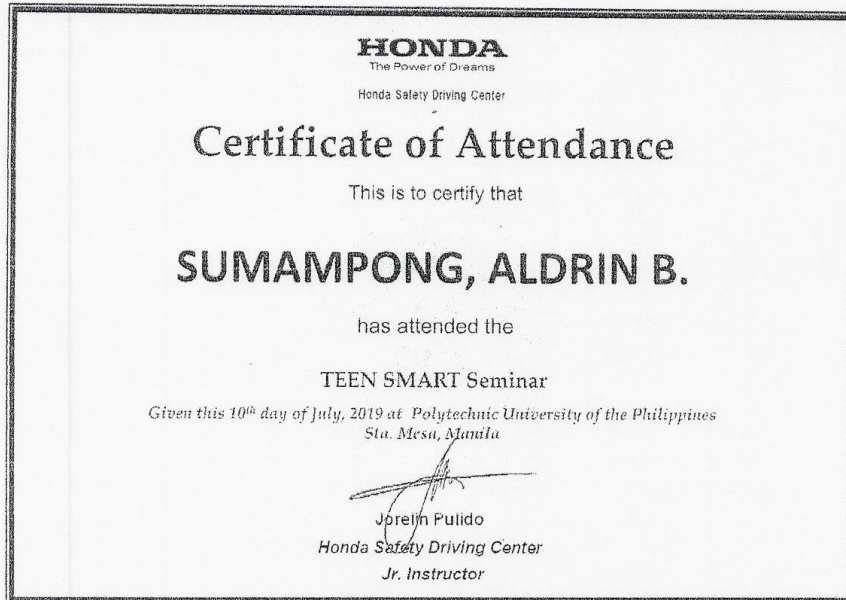 HONDA
The Power of Dreams
Honda Safety Driving Center
Certificate of Attendance
This is to certify that
SUMAMPONG, ALDRIN B.
has attended the
TEEN SMART Seminar
Given this 10th day of July, 2019 at Polytechnic University of the Philippines
Sta. Mesa, Manila
Jorelin Pulido
Honda Safety Driving Center
Jr. Instructor